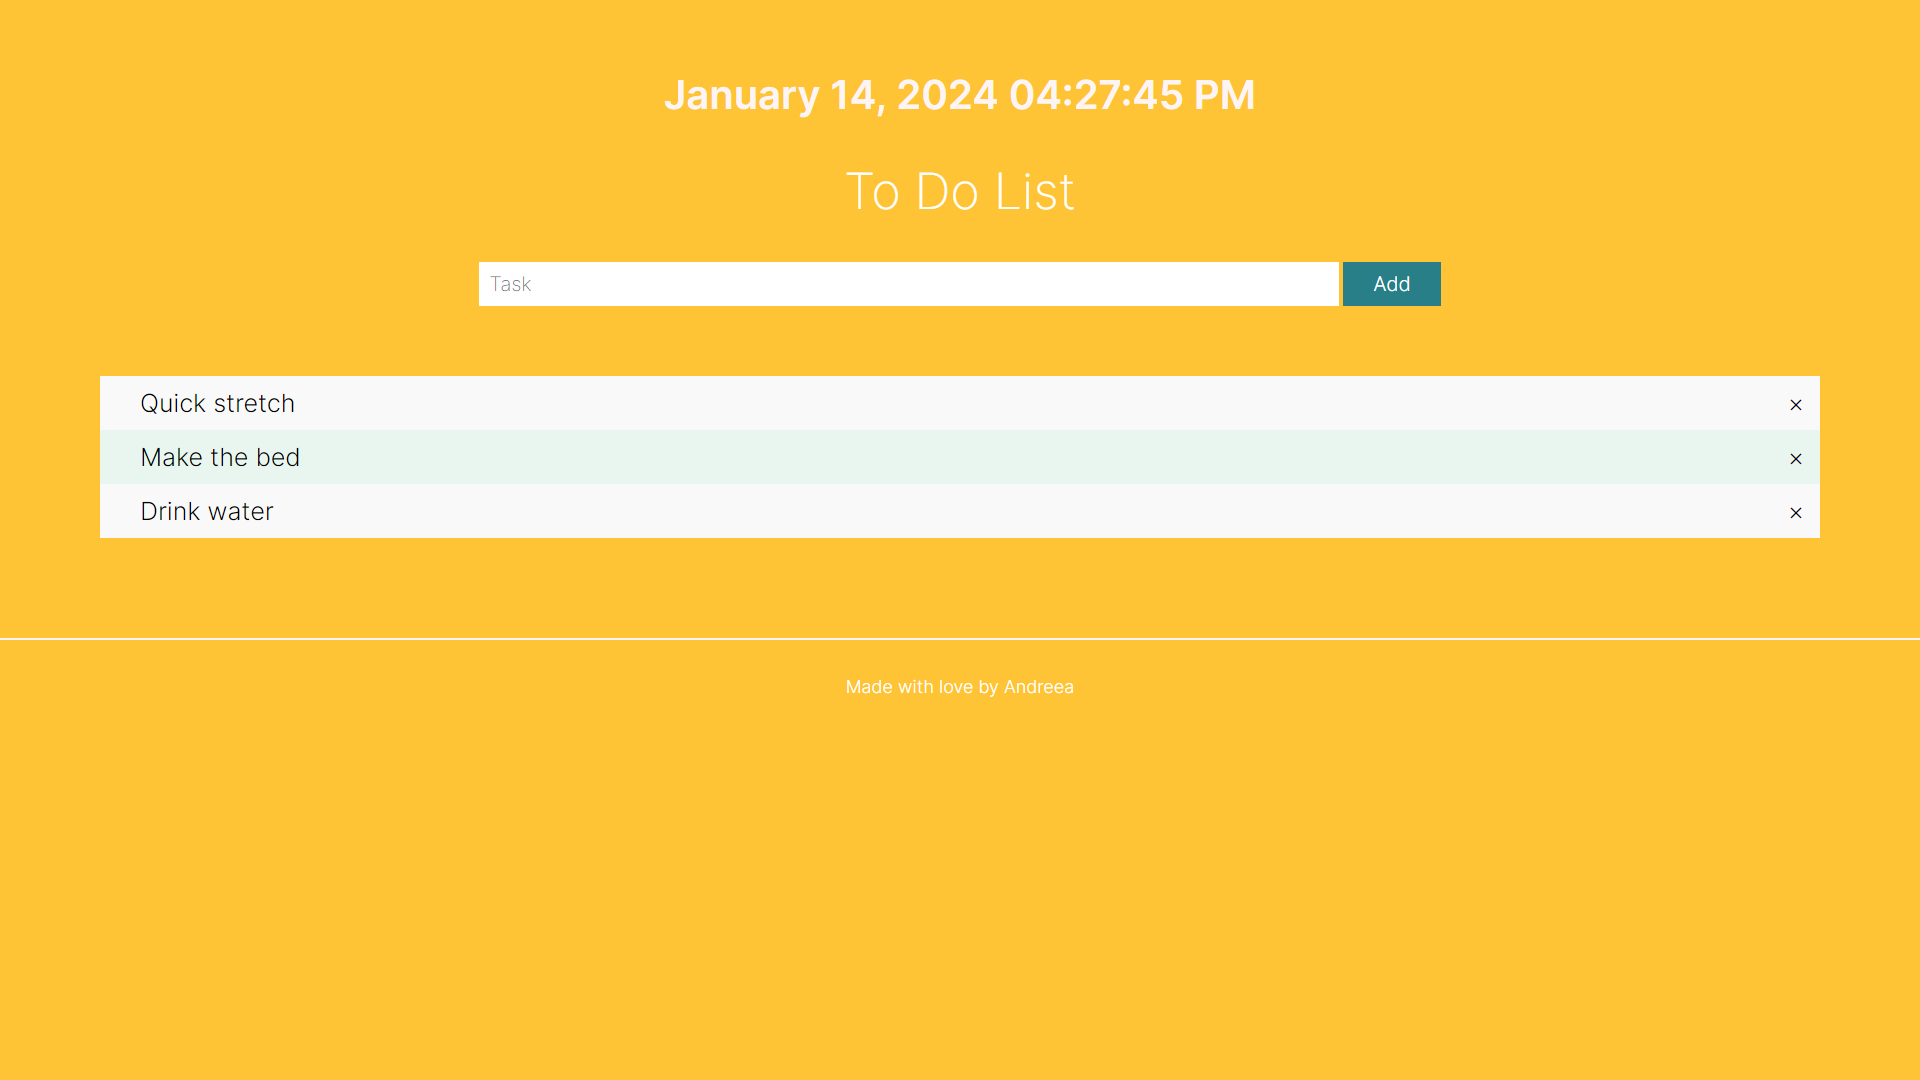 January 14, 2024 04:27:45 PM
To Do List
Task
Add
Quick stretch ×
Make the bed ×
Drink water ×
Made with love by Andreea